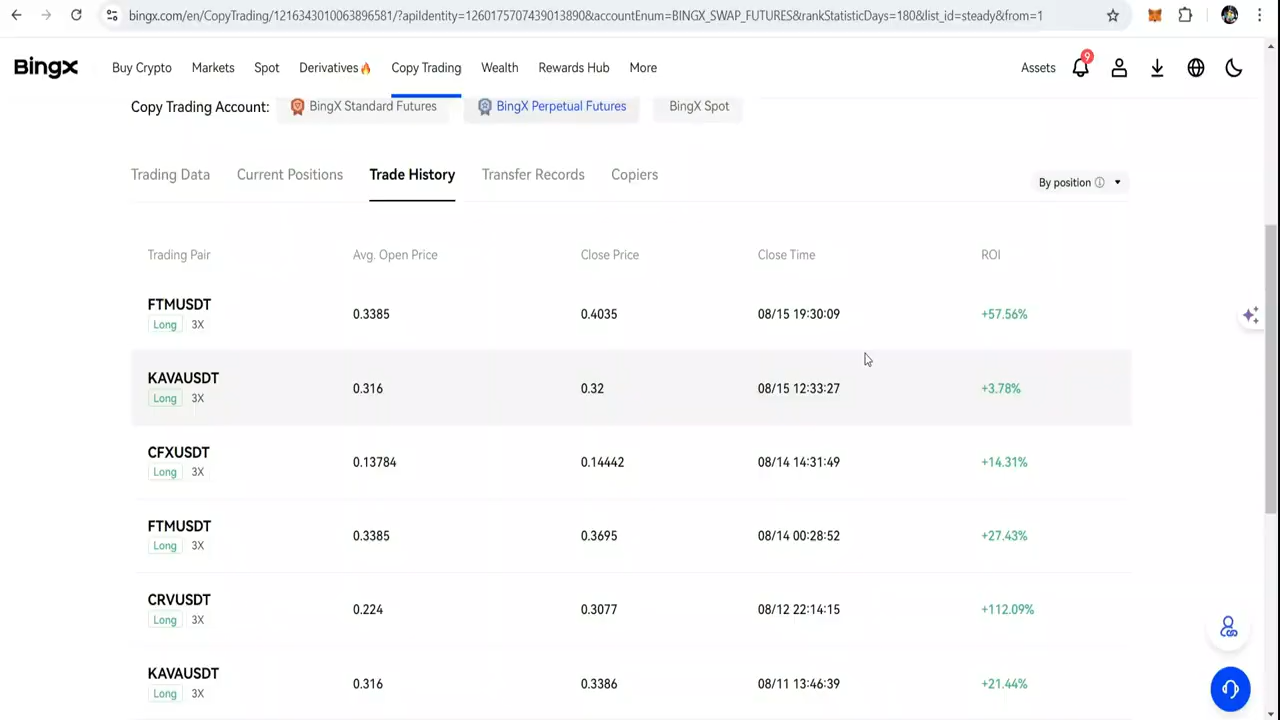 bingx.com/en/CopyTrading/1216343010063896581/?apiIdentity=1260175707439013890&accountEnum=BINGX_SWAP_FUTURES&rankStatisticDays=180&list_id=steady&from=1
BingX Buy Crypto Markets Spot Derivatives🔥 Copy Trading Wealth Rewards Hub More Assets 9
Copy Trading Account: BingX Standard Futures BingX Perpetual Futures BingX Spot
Trading Data Current Positions Trade History Transfer Records Copiers
By position
Trading Pair Avg. Open Price Close Price Close Time ROI
FTMUSDT
Long 3X
0.3385 0.4035 08/15 19:30:09 +57.56%
KAVAUSDT
Long 3X
0.316 0.32 08/15 12:33:27 +3.78%
CFXUSDT
Long 3X
0.13784 0.14442 08/14 14:31:49 +14.31%
FTMUSDT
Long 3X
0.3385 0.3695 08/14 00:28:52 +27.43%
CRVUSDT
Long 3X
0.224 0.3077 08/12 22:14:15 +112.09%
KAVAUSDT
Long 3X
0.316 0.3386 08/11 13:46:39 +21.44%